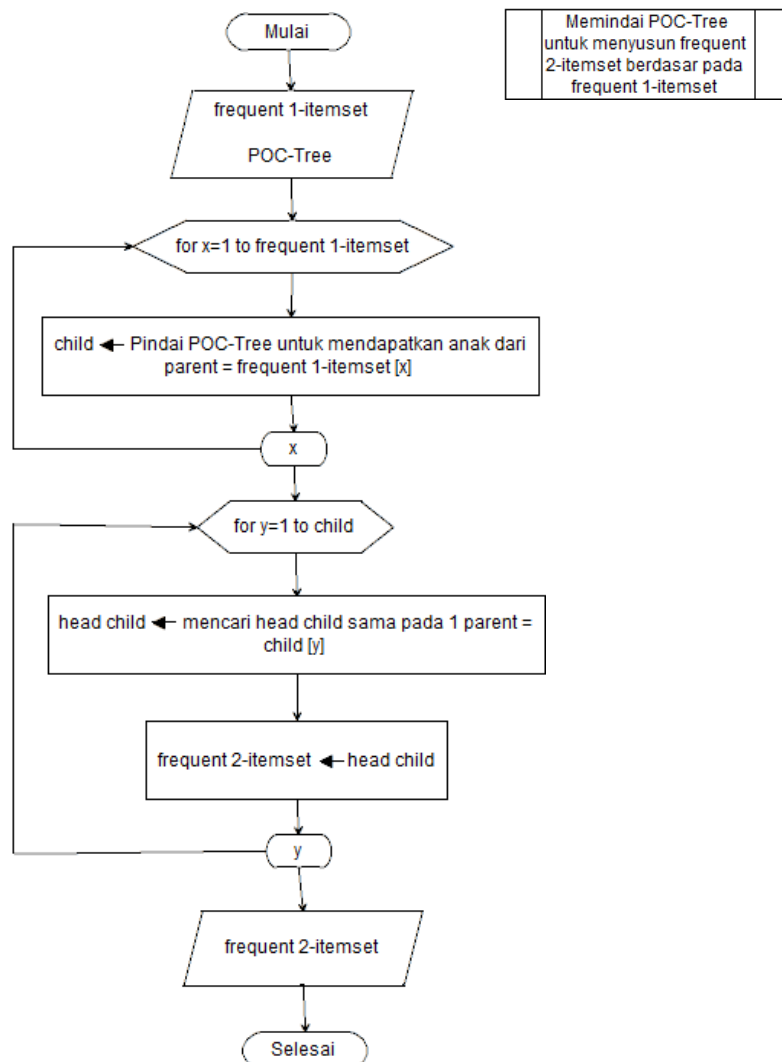 Mulai
Memindai POC-Tree
untuk menyusun frequent
2-itemset berdasar pada
frequent 1-itemset
frequent 1-itemset
POC-Tree
for x=1 to frequent 1-itemset
child ← Pindai POC-Tree untuk mendapatkan anak dari
parent = frequent 1-itemset [x]
x
for y=1 to child
head child ← mencari head child sama pada 1 parent =
child [y]
frequent 2-itemset ← head child
y
frequent 2-itemset
Selesai